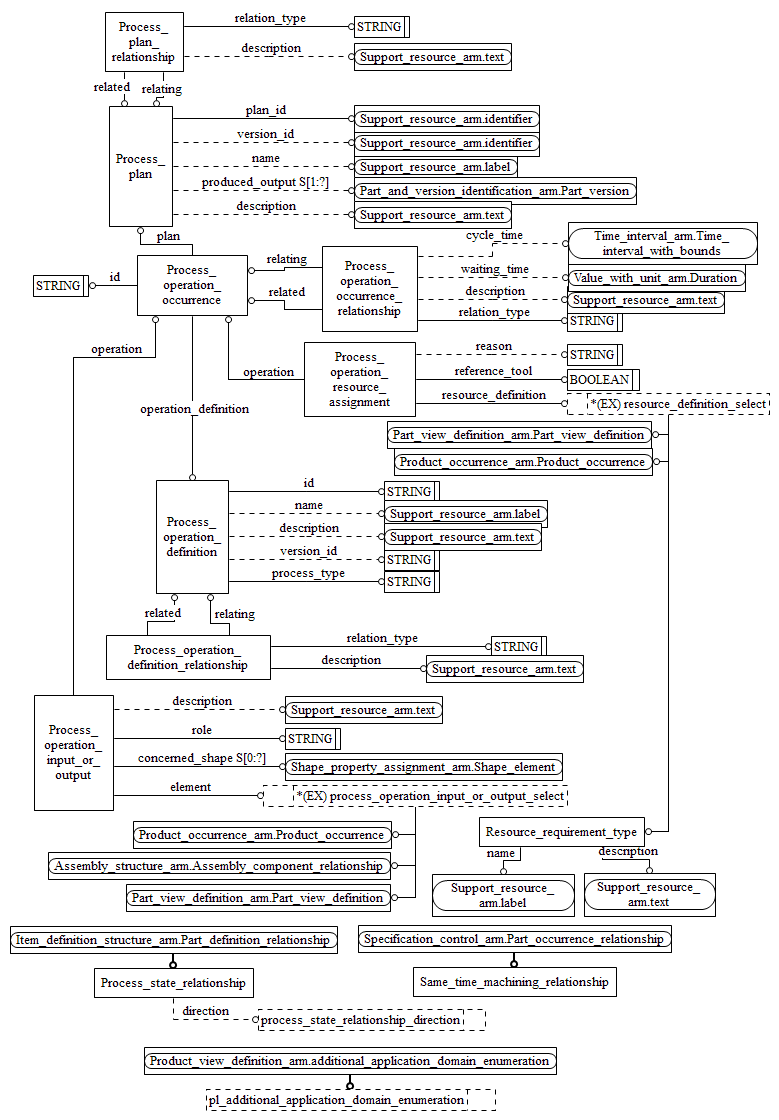 Process_
plan_
relationship
relation_type
STRING
description
Support_resource_arm.text
related
relating
Process_
plan
plan_id
Support_resource_arm.identifier
version_id
Support_resource_arm.identifier
name
Support_resource_arm.label
produced_output S[1:?]
Part_and_version_identification_arm.Part_version
description
Support_resource_arm.text
plan
STRING
id
Process_
operation_
occurrence
relating
related
Process_
operation_
occurrence_
relationship
cycle_time
Time_interval_arm.Time_
interval_with_bounds
waiting_time
Value_with_unit_arm.Duration
description
Support_resource_arm.text
relation_type
STRING
operation
operation
Process_
operation_
resource_
assignment
reason
STRING
reference_tool
BOOLEAN
resource_definition
*(EX) resource_definition_select
operation_definition
Part_view_definition_arm.Part_view_definition
Product_occurrence_arm.Product_occurrence
Process_
operation_
definition
id
STRING
name
Support_resource_arm.label
description
Support_resource_arm.text
version_id
STRING
process_type
STRING
related
relating
Process_operation_
definition_relationship
relation_type
STRING
description
Support_resource_arm.text
Process_
operation_
input_or_
output
description
Support_resource_arm.text
role
STRING
concerned_shape S[0:?]
Shape_property_assignment_arm.Shape_element
element
*(EX) process_operation_input_or_output_select
Product_occurrence_arm.Product_occurrence
Assembly_structure_arm.Assembly_component_relationship
Part_view_definition_arm.Part_view_definition
Resource_requirement_type
name
description
Support_resource_
arm.label
Support_resource_
arm.text
Item_definition_structure_arm.Part_definition_relationship
Process_state_relationship
direction
process_state_relationship_direction
Specification_control_arm.Part_occurrence_relationship
Same_time_machining_relationship
Product_view_definition_arm.additional_application_domain_enumeration
pl_additional_application_domain_enumeration